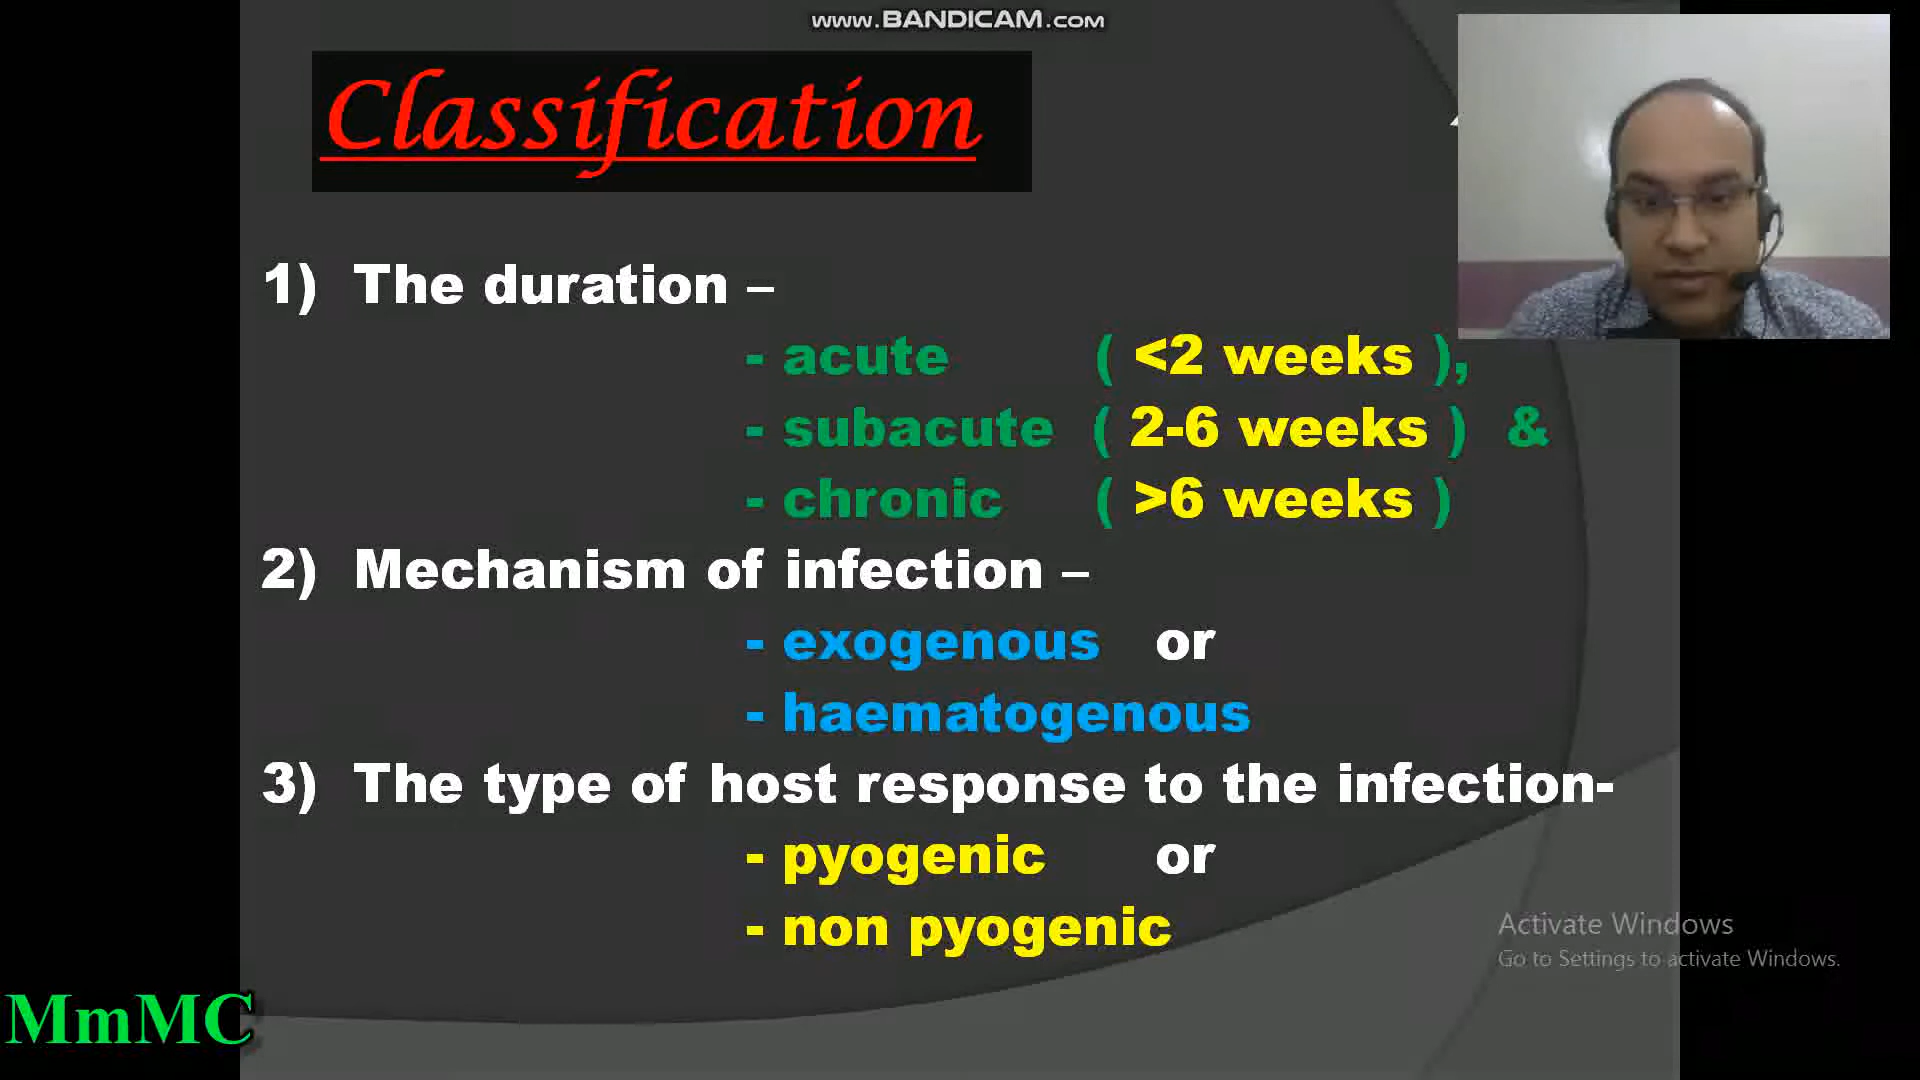 www.BANDICAM.com
Classification
1) The duration –
- acute ( <2 weeks ),
- subacute ( 2-6 weeks ) &
- chronic ( >6 weeks )
2) Mechanism of infection –
- exogenous or
- haematogenous
3) The type of host response to the infection-
- pyogenic or
- non pyogenic
Activate Windows
Go to Settings to activate Windows.
MmMC